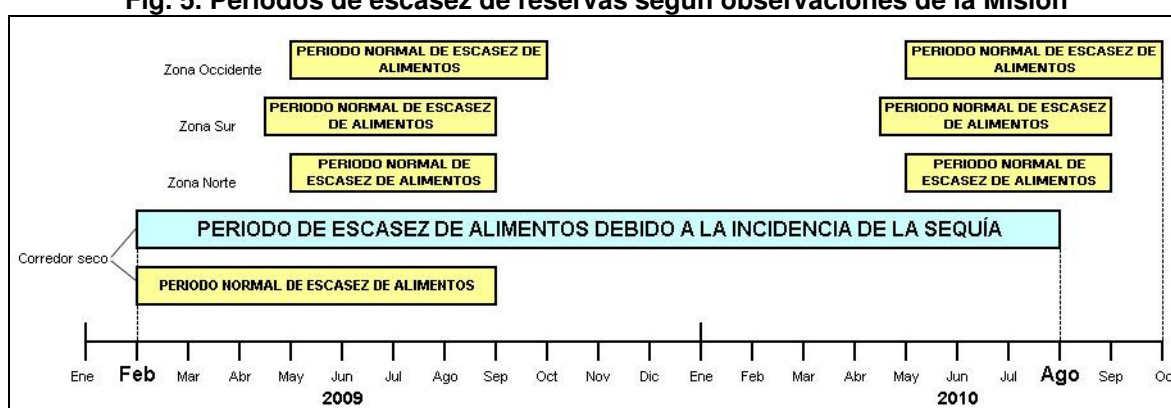 Fig. 5. Periodos de escasez de reservas según observaciones de la Misión
Zona Occidente
PERIODO NORMAL DE ESCASEZ DE
ALIMENTOS
PERIODO NORMAL DE ESCASEZ DE
ALIMENTOS
Zona Sur
PERIODO NORMAL DE ESCASEZ
DE ALIMENTOS
PERIODO NORMAL DE ESCASEZ
DE ALIMENTOS
Zona Norte
PERIODO NORMAL DE
ESCASEZ DE ALIMENTOS
PERIODO NORMAL DE
ESCASEZ DE ALIMENTOS
Corredor seco
PERIODO DE ESCASEZ DE ALIMENTOS DEBIDO A LA INCIDENCIA DE LA SEQUÍA
PERIODO NORMAL DE ESCASEZ DE ALIMENTOS
Ene Feb Mar Abr May Jun Jul Ago Sep Oct Nov Dic Ene Feb Mar Abr May Jun Jul Ago Sep Oc
2009 2010